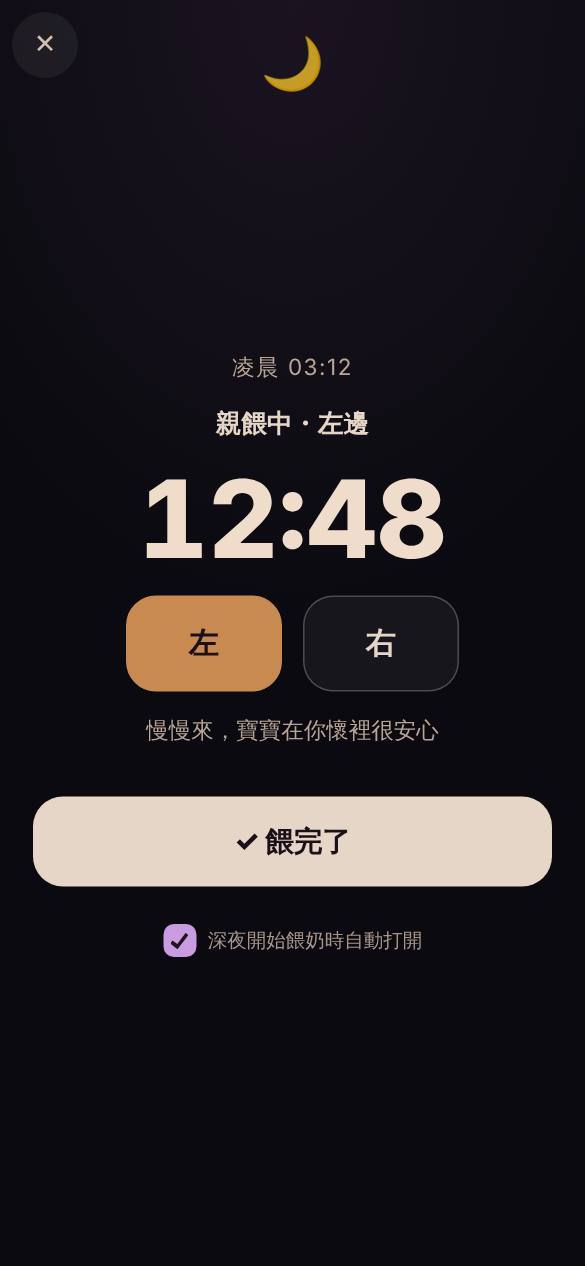 凌晨 03:12
親餵中・左邊
12:48
左
右
慢慢來，寶寶在你懷裡很安心
✓ 餵完了
深夜開始餵奶時自動打開